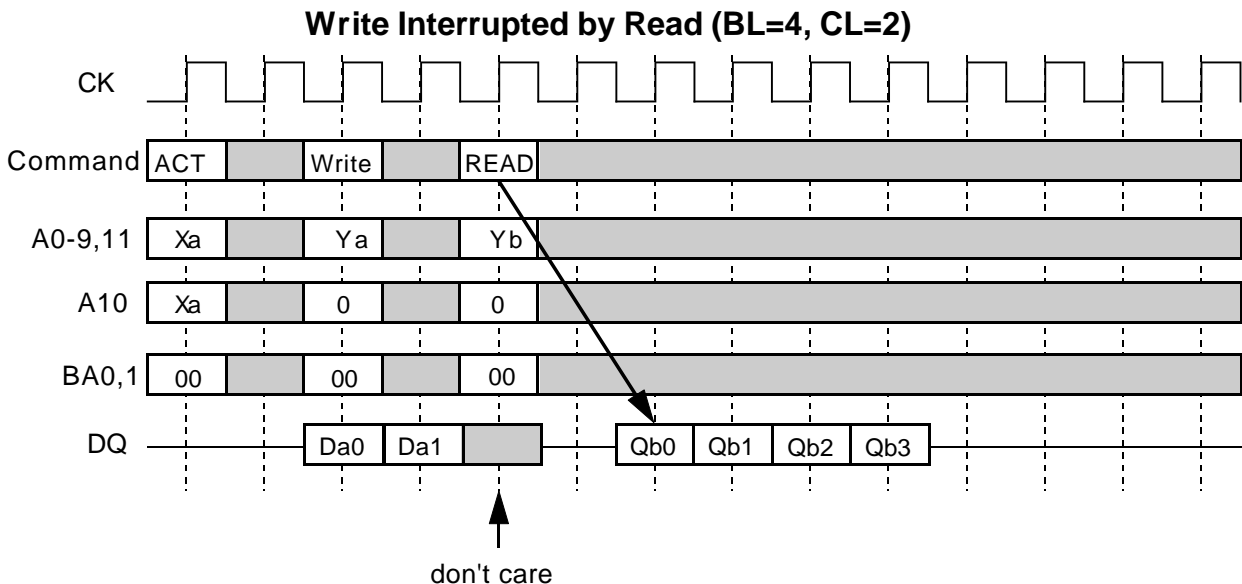 Write Interrupted by Read (BL=4, CL=2)
CK
Command ACT Write READ
A0-9,11 Xa Ya Yb
A10 Xa 0 0
BA0,1 00 00 00
DQ Da0 Da1 Qb0 Qb1 Qb2 Qb3
don't care